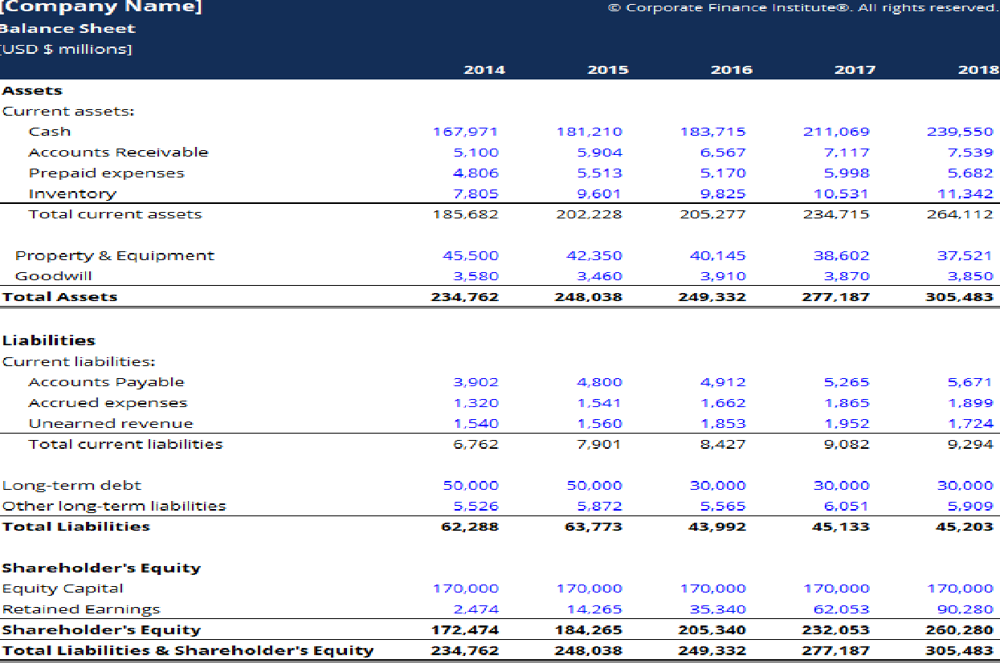 [Company Name] © Corporate Finance Institute®. All rights reserved.
Balance Sheet
[USD $ millions]
2014 2015 2016 2017 2018
Assets
Current assets:
Cash 167,971 181,210 183,715 211,069 239,550
Accounts Receivable 5,100 5,904 6,567 7,117 7,539
Prepaid expenses 4,806 5,513 5,170 5,998 5,682
Inventory 7,805 9,601 9,825 10,531 11,342
Total current assets 185,682 202,228 205,277 234,715 264,112
Property & Equipment 45,500 42,350 40,145 38,602 37,521
Goodwill 3,580 3,460 3,910 3,870 3,850
Total Assets 234,762 248,038 249,332 277,187 305,483
Liabilities
Current liabilities:
Accounts Payable 3,902 4,800 4,912 5,265 5,671
Accrued expenses 1,320 1,541 1,662 1,865 1,899
Unearned revenue 1,540 1,560 1,853 1,952 1,724
Total current liabilities 6,762 7,901 8,427 9,082 9,294
Long-term debt 50,000 50,000 30,000 30,000 30,000
Other long-term liabilities 5,526 5,872 5,565 6,051 5,909
Total Liabilities 62,288 63,773 43,992 45,133 45,203
Shareholder's Equity
Equity Capital 170,000 170,000 170,000 170,000 170,000
Retained Earnings 2,474 14,265 35,340 62,053 90,280
Shareholder's Equity 172,474 184,265 205,340 232,053 260,280
Total Liabilities & Shareholder's Equity 234,762 248,038 249,332 277,187 305,483